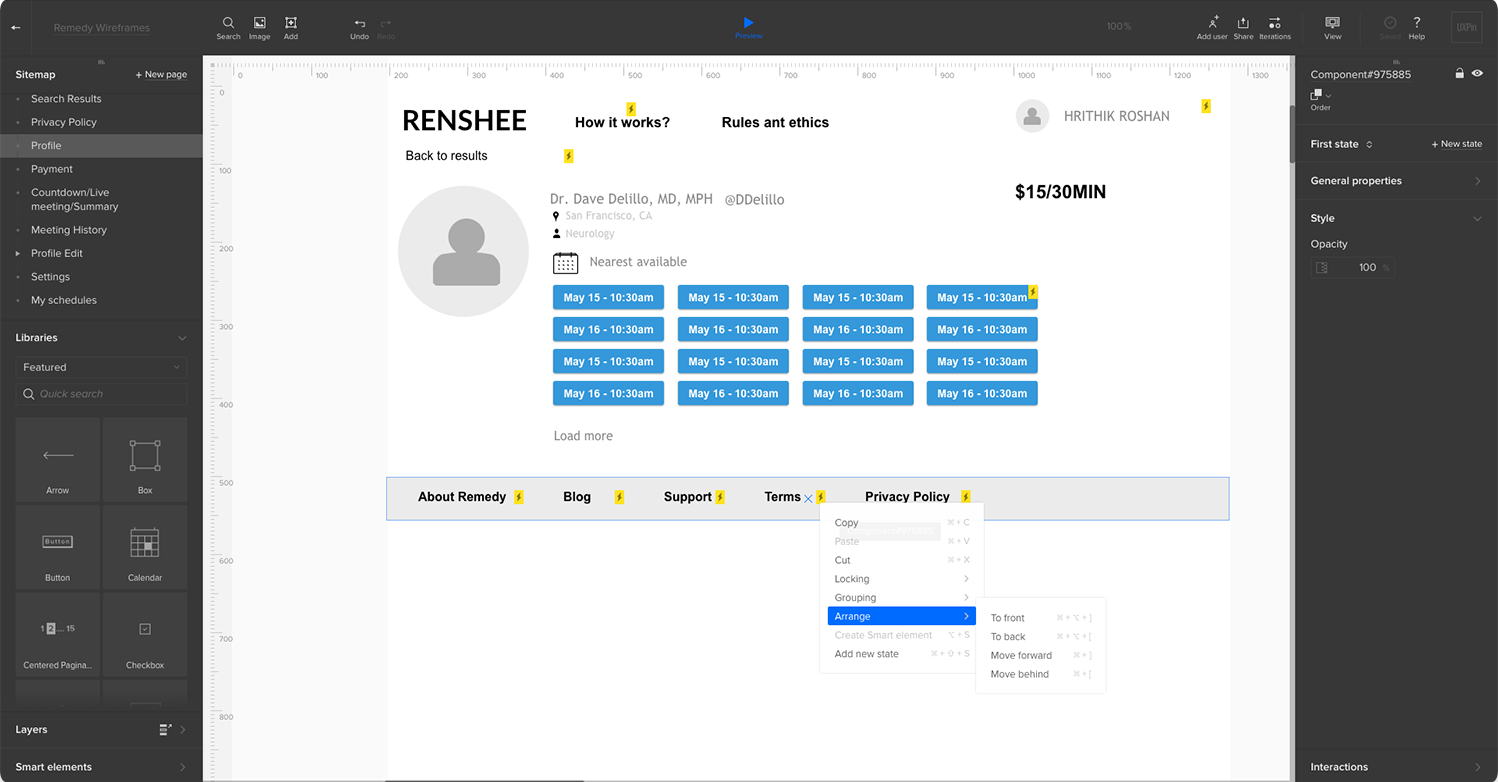 Remedy Wireframes
Search
Image
Add
Undo
Redo
Preview
100%
Add user
Share
Iterations
View
Saved
Help
UXPin
Sitemap
+ New page
Search Results
Privacy Policy
Profile
Payment
Countdown/Live
meeting/Summary
Meeting History
Profile Edit
Settings
My schedules
Libraries
Featured
Quick search
Arrow
Box
Button
Button
Calendar
1 2 .... 15
Centered Pagina...
Checkbox
Layers
Smart elements
0 100 200 300 400 500 600 700 800 900 1000 1100 1200 1300
0
100
200
300
400
500
600
700
800
RENSHEE
How it works?
Rules ant ethics
HRITHIK ROSHAN
Back to results
Dr. Dave Delillo, MD, MPH @DDelillo
$15/30MIN
San Francisco, CA
Neurology
Nearest available
May 15 - 10:30am May 15 - 10:30am May 15 - 10:30am May 15 - 10:30am
May 16 - 10:30am May 16 - 10:30am May 16 - 10:30am May 16 - 10:30am
May 15 - 10:30am May 15 - 10:30am May 15 - 10:30am May 15 - 10:30am
May 16 - 10:30am May 16 - 10:30am May 16 - 10:30am May 16 - 10:30am
Load more
About Remedy Blog Support Terms Privacy Policy
Copy ⌘ + C
Paste ⌘ + V
Cut ⌘ + X
Locking
Grouping
Arrange
Create Smart element ⌥ + S
Add new state ⌘ + ⇧ + S
To front ⌘ + ⌥ + ]
To back ⌘ + ⌥ + [
Move forward ⌘ + ]
Move behind ⌘ + [
Component#975885
Order
First state
+ New state
General properties
Style
Opacity
100 %
Interactions